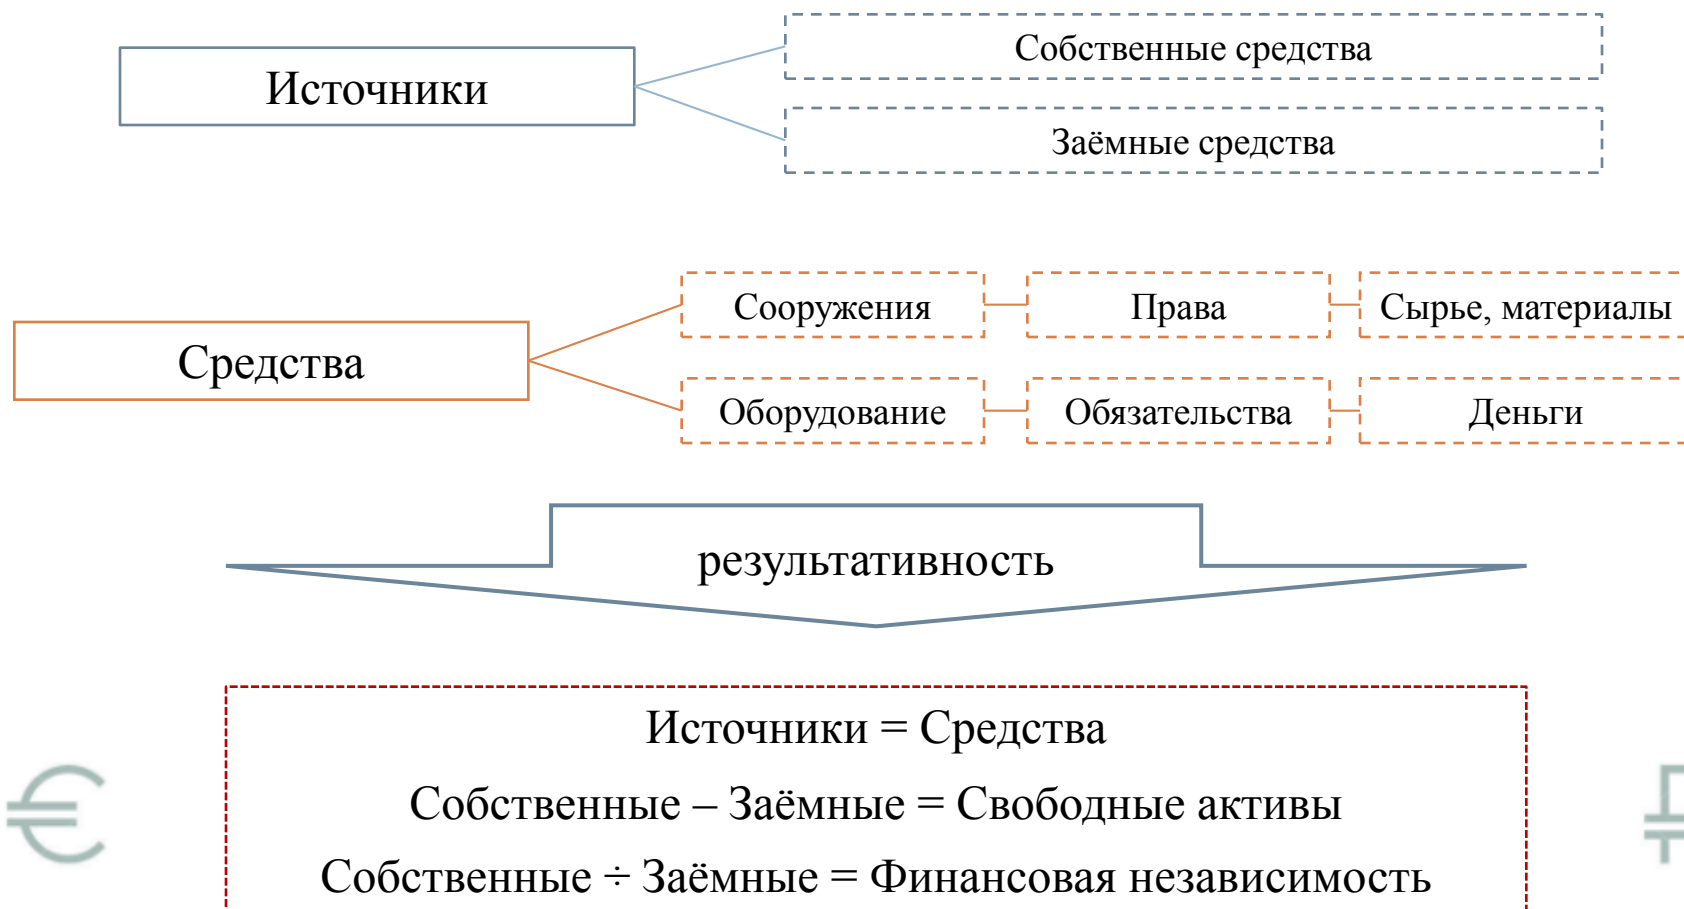 Собственные средства
Источники
Заёмные средства
Сооружения
Права
Сырье, материалы
Средства
Оборудование
Обязательства
Деньги
результативность
Источники = Средства
Собственные – Заёмные = Свободные активы
Собственные ÷ Заёмные = Финансовая независимость
€